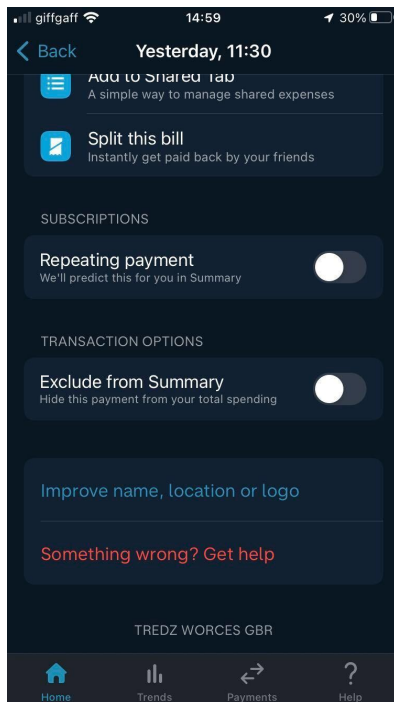 giffgaff 14:59 30%
Back Yesterday, 11:30
Add to Shared Tab
A simple way to manage shared expenses
Split this bill
Instantly get paid back by your friends
SUBSCRIPTIONS
Repeating payment
We'll predict this for you in Summary
TRANSACTION OPTIONS
Exclude from Summary
Hide this payment from your total spending
Improve name, location or logo
Something wrong? Get help
TREDZ WORCES GBR
Home Trends Payments Help